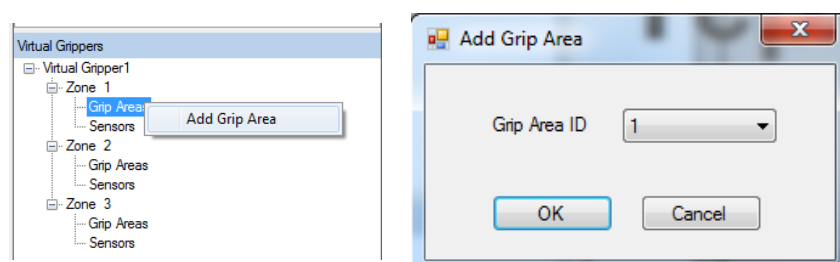 Virtual Grippers
Virtual Gripper1
Zone 1
Grip Areas
Add Grip Area
Sensors
Zone 2
Grip Areas
Sensors
Zone 3
Grip Areas
Sensors
Add Grip Area
Grip Area ID 1
OK Cancel